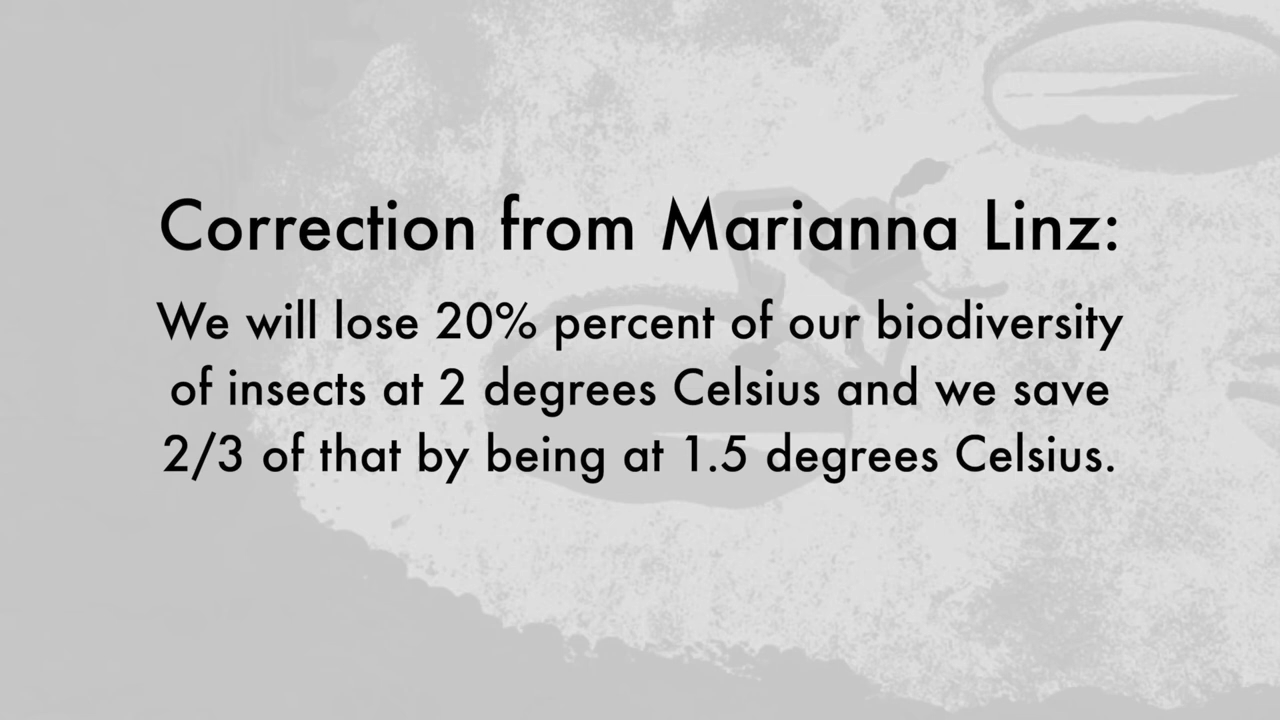 Correction from Marianna Linz:
We will lose 20% percent of our biodiversity
of insects at 2 degrees Celsius and we save
2/3 of that by being at 1.5 degrees Celsius.